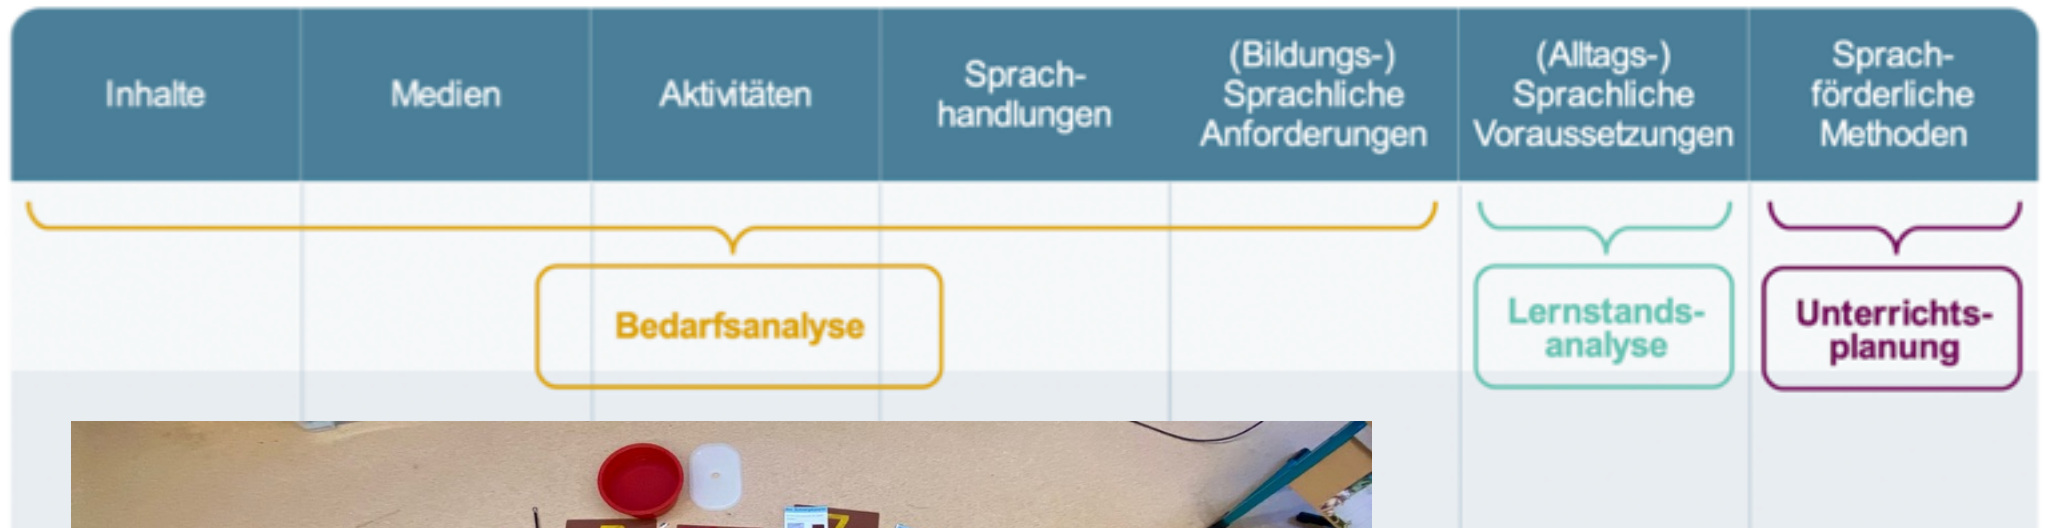 Inhalte
Medien
Aktivitäten
Sprach-
handlungen
(Bildungs-)
Sprachliche
Anforderungen
(Alltags-)
Sprachliche
Voraussetzungen
Sprach-
förderliche
Methoden
Bedarfsanalyse
Lernstands-
analyse
Unterrichts-
planung